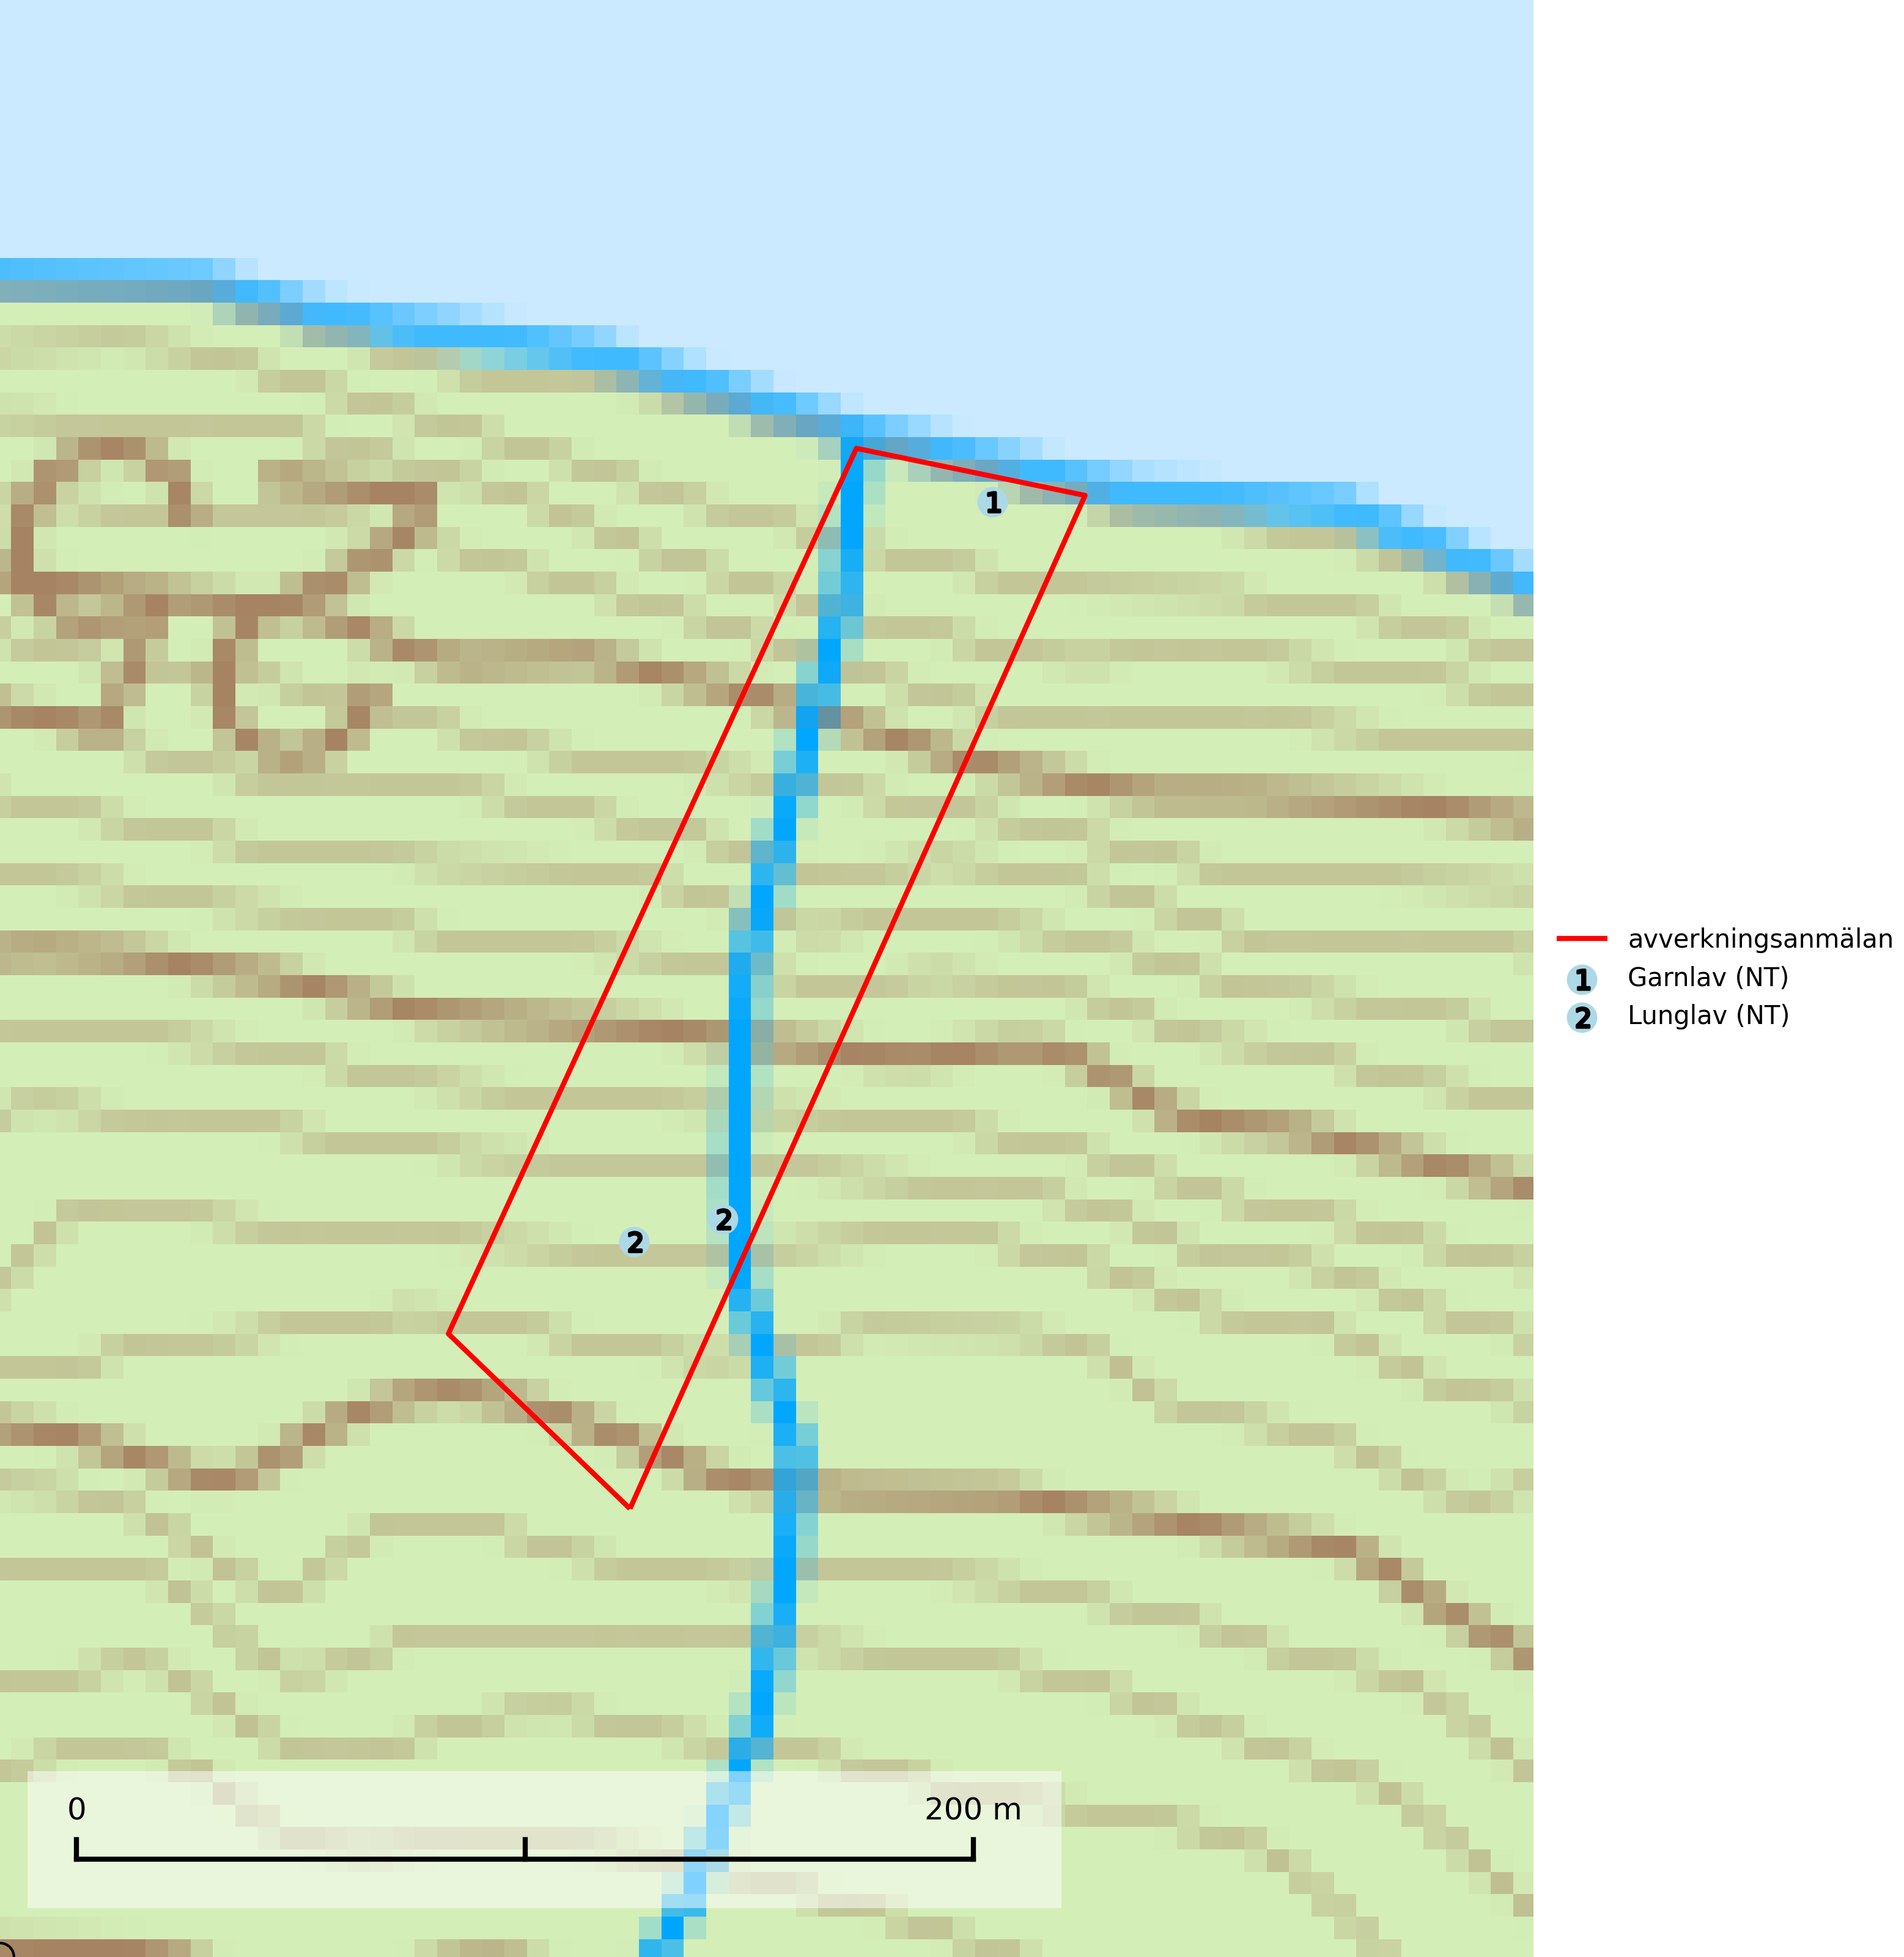 1
2
2
0 200 m
avverkningsanmälan
1 Garnlav (NT)
2 Lunglav (NT)